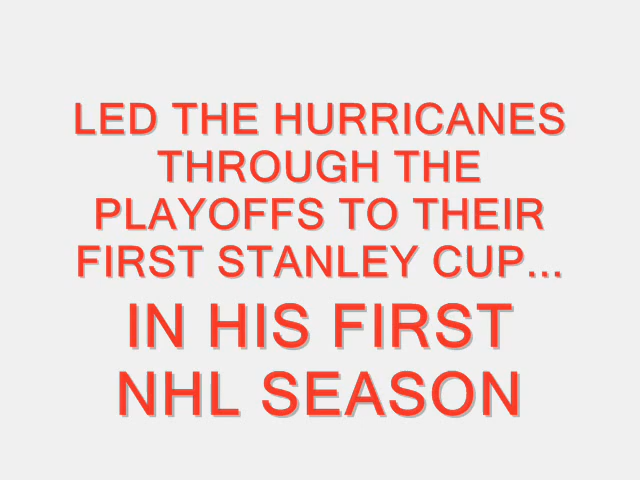 LED THE HURRICANES
THROUGH THE
PLAYOFFS TO THEIR
FIRST STANLEY CUP...
IN HIS FIRST
NHL SEASON